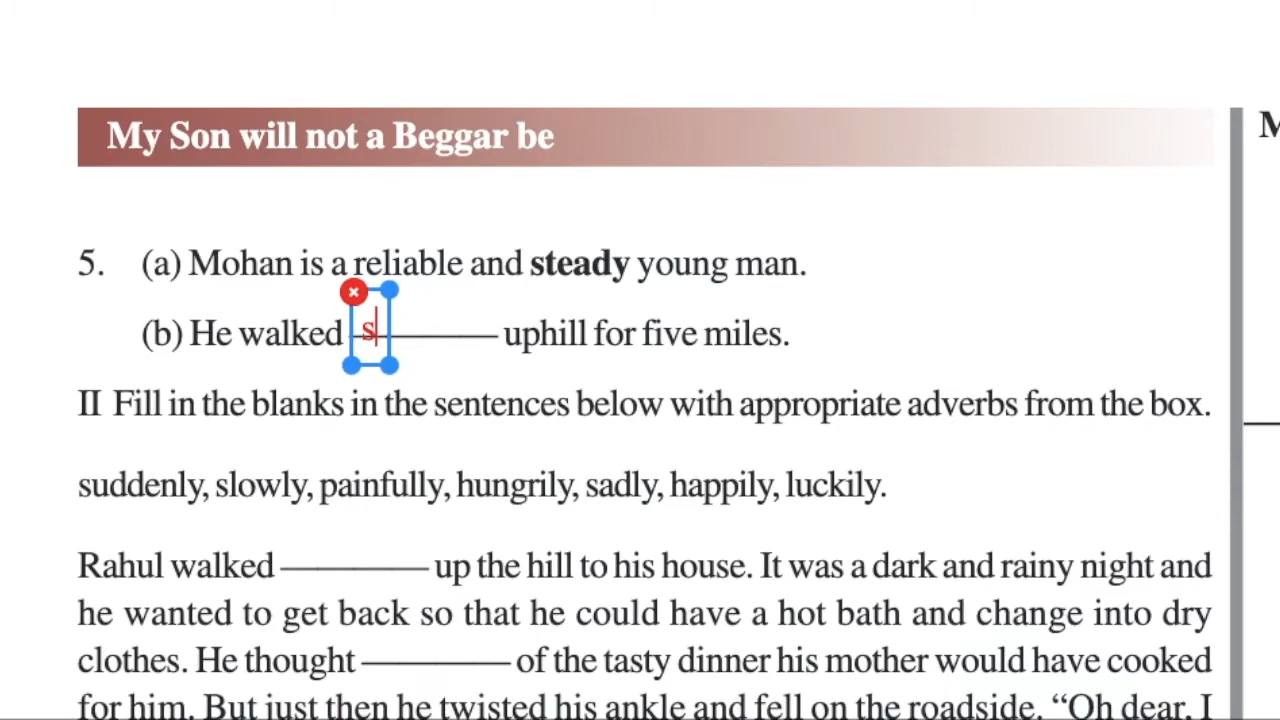 My Son will not a Beggar be
M
5. (a) Mohan is a reliable and steady young man.
(b) He walked s________ uphill for five miles.
II Fill in the blanks in the sentences below with appropriate adverbs from the box.
suddenly, slowly, painfully, hungrily, sadly, happily, luckily.
Rahul walked ________ up the hill to his house. It was a dark and rainy night and
he wanted to get back so that he could have a hot bath and change into dry
clothes. He thought ________ of the tasty dinner his mother would have cooked
for him. But just then he twisted his ankle and fell on the roadside. “Oh dear, I